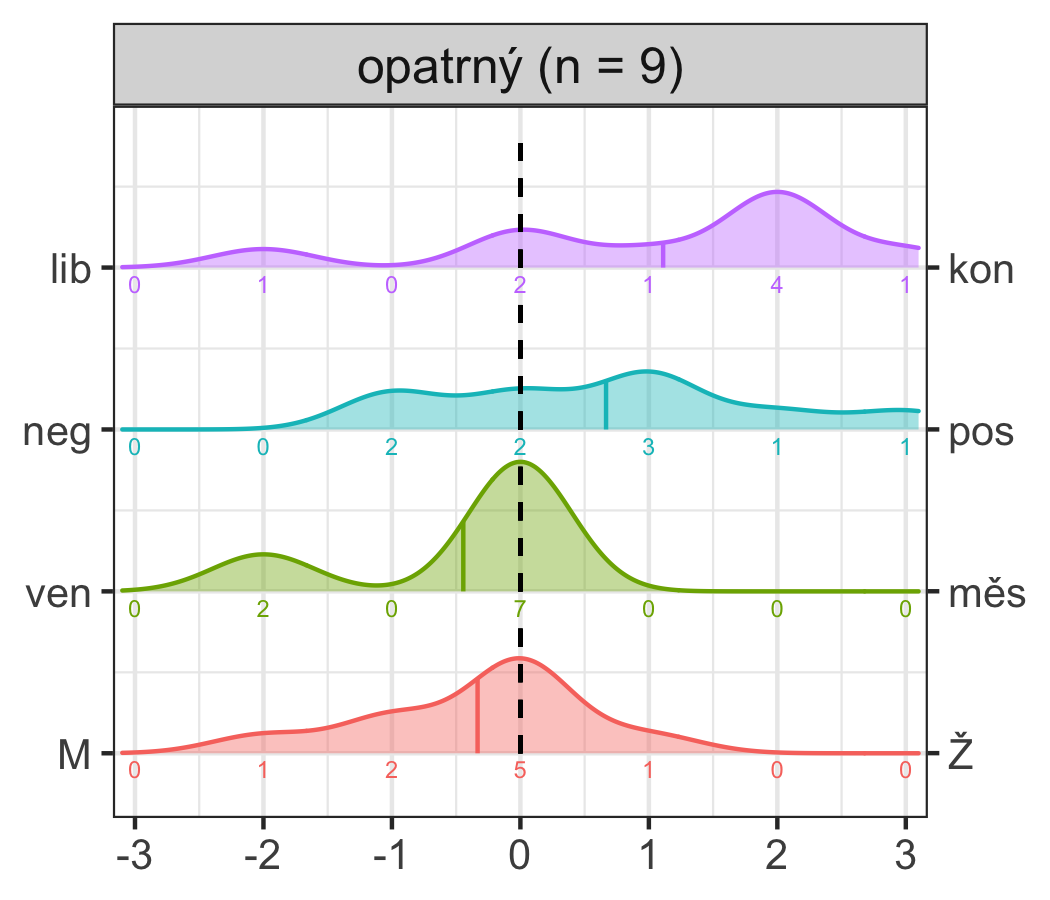 opatrný (n = 9)
lib kon
0 1 0 2 1 4 1
neg pos
0 0 2 2 3 1 1
ven měs
0 2 0 7 0 0 0
M Ž
0 1 2 5 1 0 0
-3 -2 -1 0 1 2 3